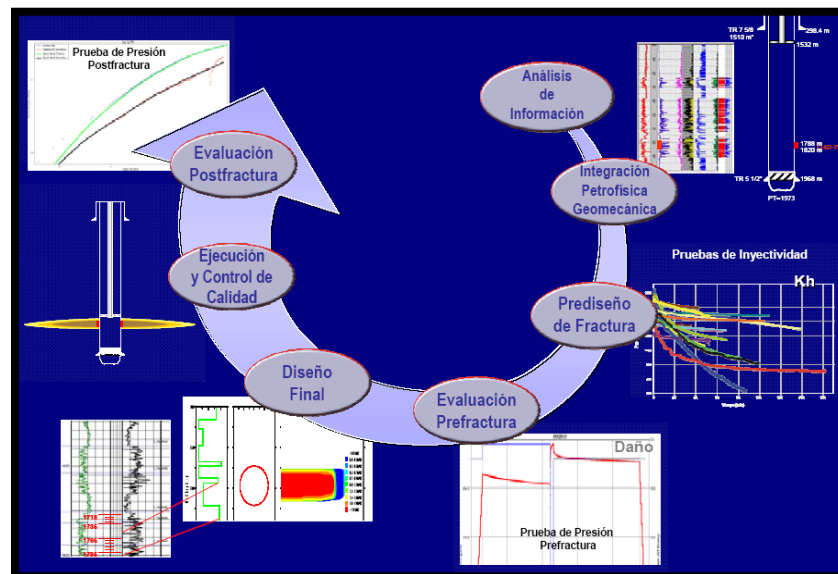 Prueba de Presión
Postfractura
Análisis
de
Información
TR 7 5/8
1510 m"
298.4 m
1532 m
Evaluación
Postfractura
Integración
Petrofísica
Geomecánica
1788 m
1820 m
TR 5 1/2"
1968 m
PT=1973
Ejecución
y Control de
Calidad
Pruebas de Inyectividad
Kh
Prediseño
de Fractura
Diseño
Final
Evaluación
Prefractura
Daño
Prueba de Presión
Prefractura
1718
1736
1766
1795